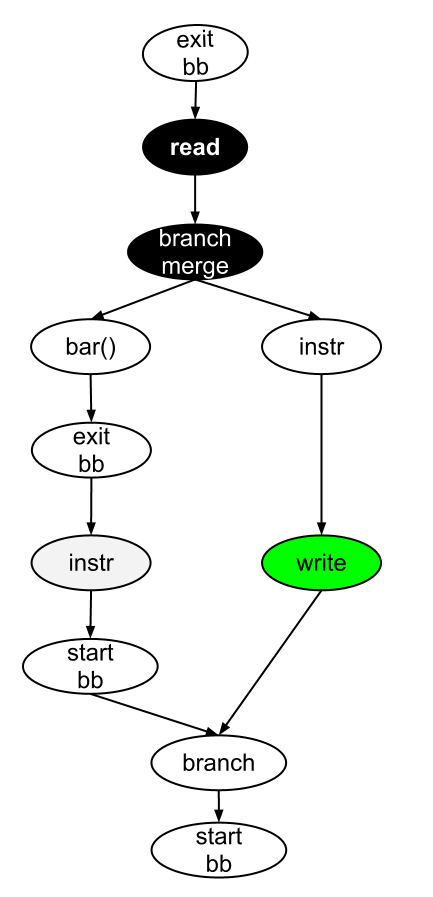 exit
bb
read
branch
merge
bar()
instr
exit
bb
instr
write
start
bb
branch
start
bb